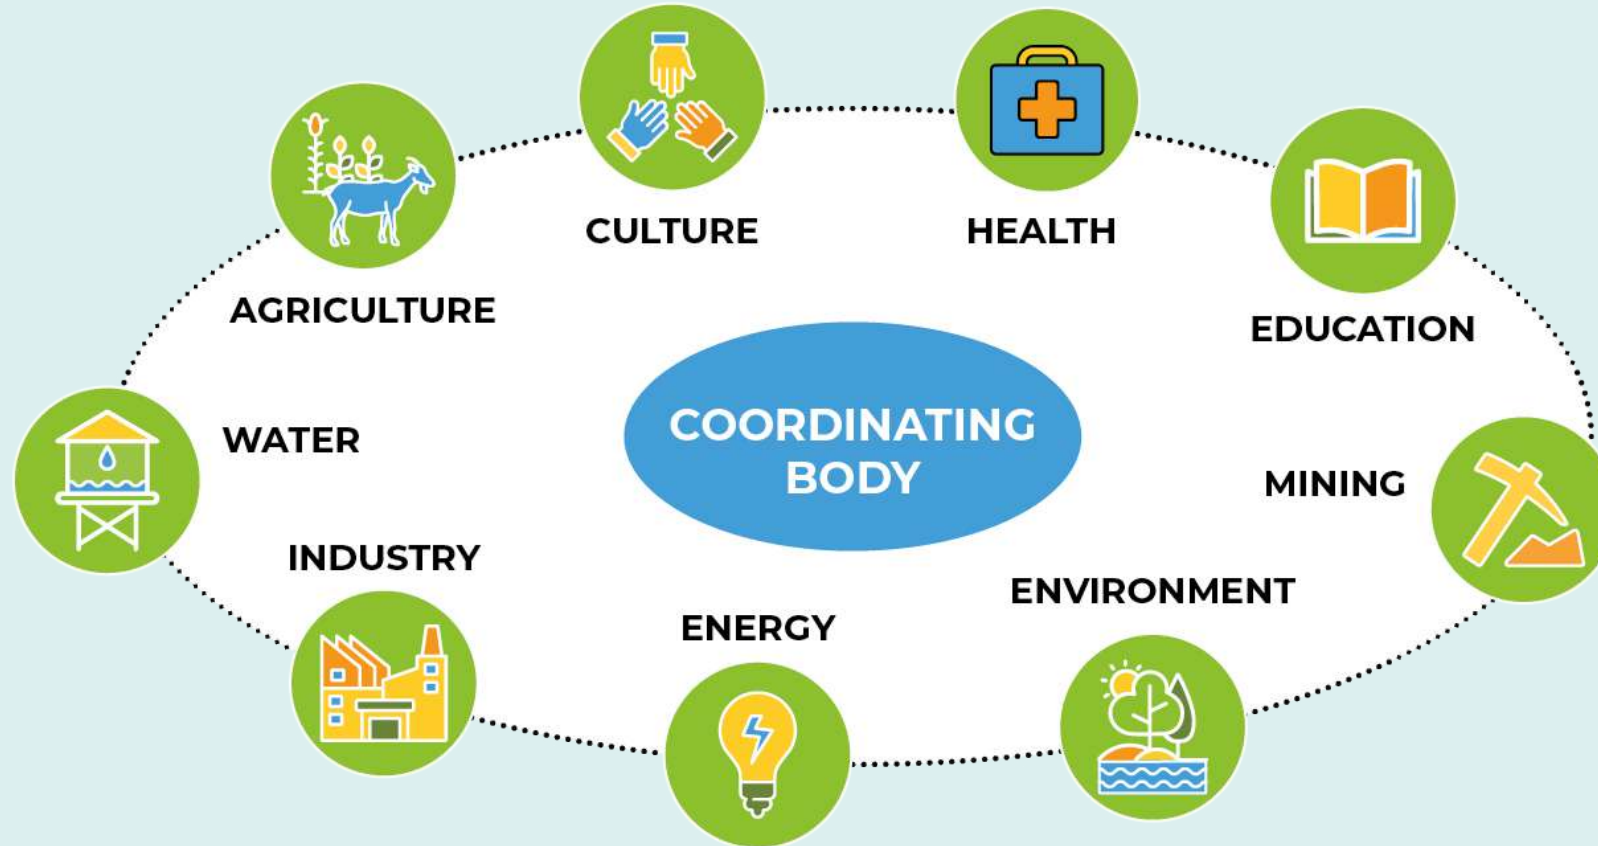 CULTURE
HEALTH
AGRICULTURE
EDUCATION
WATER
COORDINATING
BODY
MINING
INDUSTRY
ENVIRONMENT
ENERGY